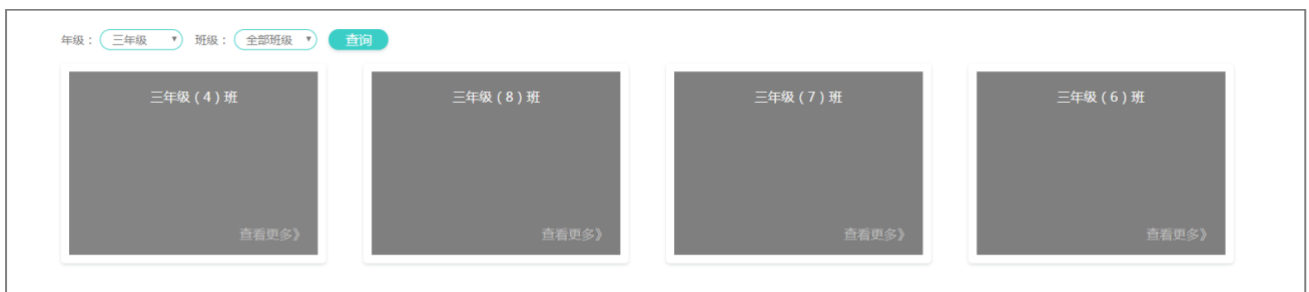 年级： 三年级 班级： 全部班级 查询
三年级（4）班 三年级（8）班 三年级（7）班 三年级（6）班
查看更多》 查看更多》 查看更多》 查看更多》